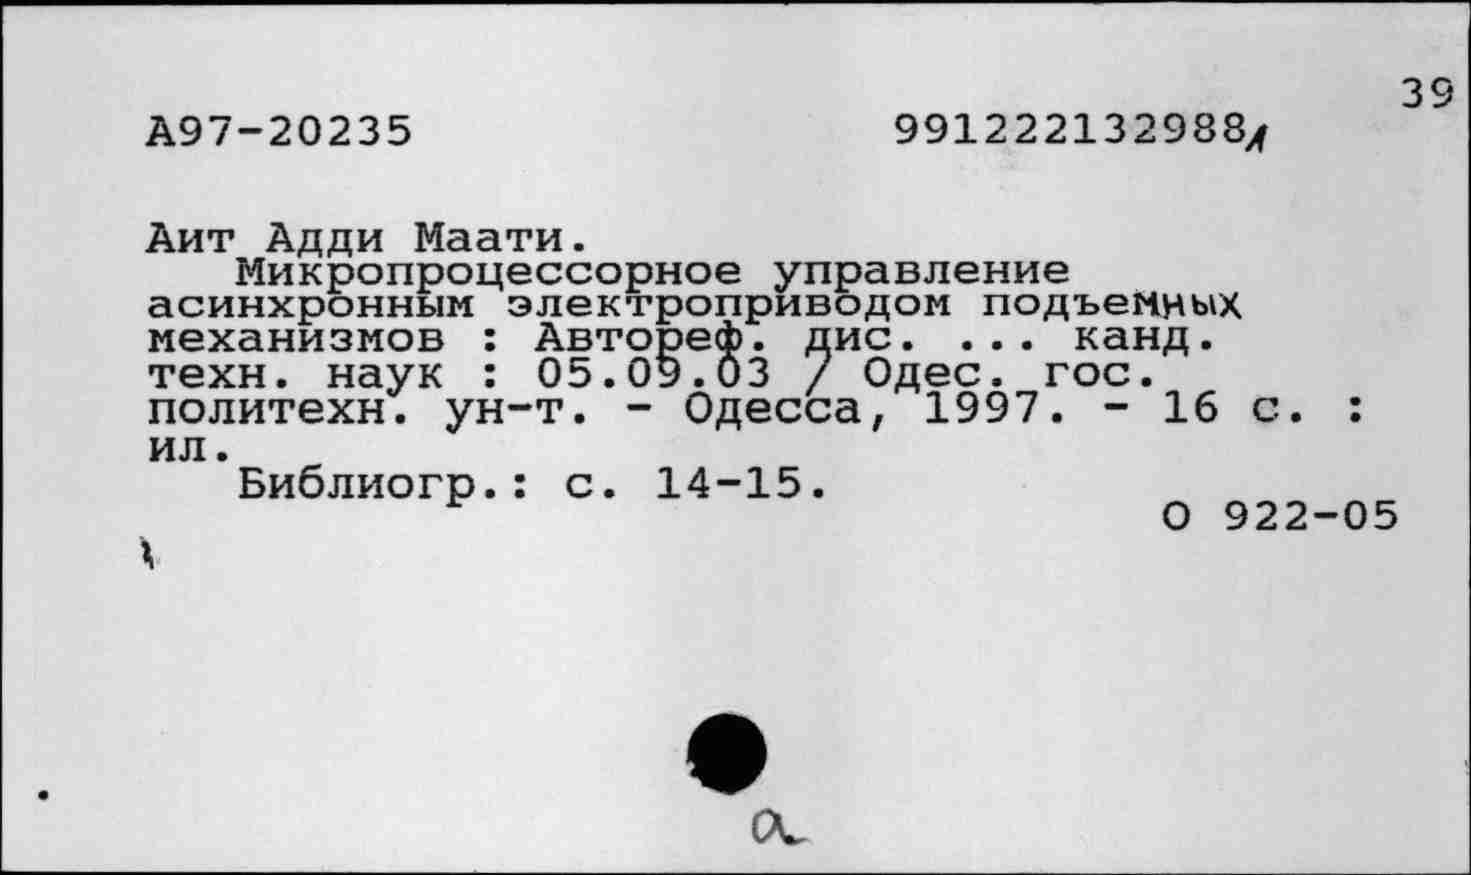 39
А97-20235 991222132988
Аит Адди Маати.
Микропроцессорное управление
асинхронным электроприводом подъемных
механизмов : Автореф. дис. ... канд.
техн. наук : 05.09.03 / Одес. гос.
политехн. ун-т. - Одесса, 1997. - 16 с. :
ил.
Библиогр.: с. 14-15.
О 922-05
а